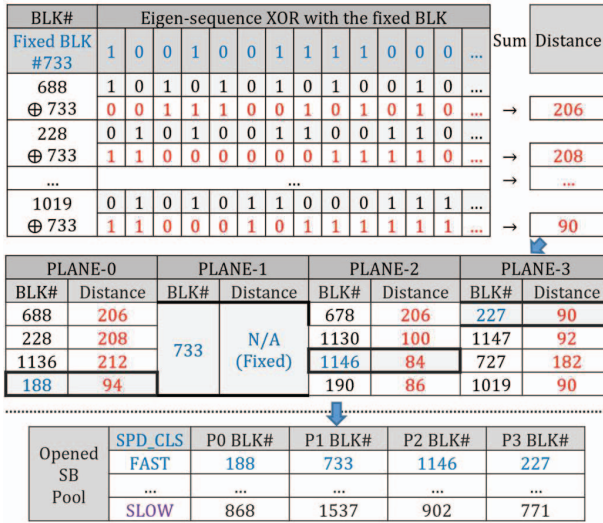 BLK# Eigen-sequence XOR with the fixed BLK Sum Distance
Fixed BLK #733 1 0 0 1 0 1 1 1 1 0 0 0 ...
688 1 0 1 0 1 0 1 1 0 0 1 0 ...
⊕ 733 0 0 1 1 1 1 0 0 1 0 1 0 ... → 206
228 0 1 0 1 0 1 1 0 0 1 1 0 ...
⊕ 733 1 1 0 0 0 0 0 1 1 1 1 0 ... → 208
... ... → ...
1019 0 1 0 1 0 0 1 0 0 1 1 1 ...
⊕ 733 1 1 0 0 0 1 0 1 1 1 1 1 ... → 90
PLANE-0 PLANE-1 PLANE-2 PLANE-3
BLK# Distance BLK# Distance BLK# Distance BLK# Distance
688 206 733 N/A (Fixed) 678 206 227 90
228 208 1130 100 1147 92
1136 212 1146 84 727 182
188 94 190 86 1019 90
Opened SB Pool SPD_CLS P0 BLK# P1 BLK# P2 BLK# P3 BLK#
FAST 188 733 1146 227
... ... ... ... ...
SLOW 868 1537 902 771